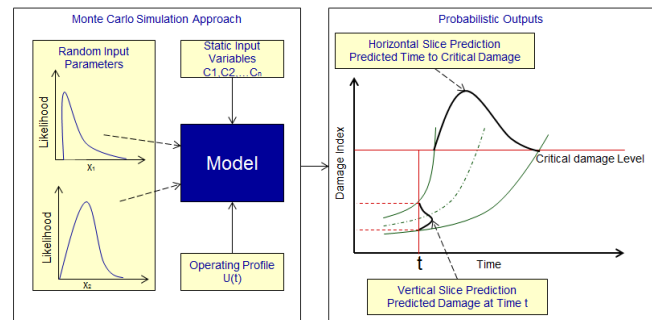 Monte Carlo Simulation Approach
Random Input
Parameters
Likelihood
X₁
Likelihood
X₂
Static Input
Variables
C1,C2,...Cₙ
Model
Operating Profile
U(t)
Probabilistic Outputs
Horizontal Slice Prediction
Predicted Time to Critical Damage
Damage Index
Critical damage Level
t
Time
Vertical Slice Prediction
Predicted Damage at Time t